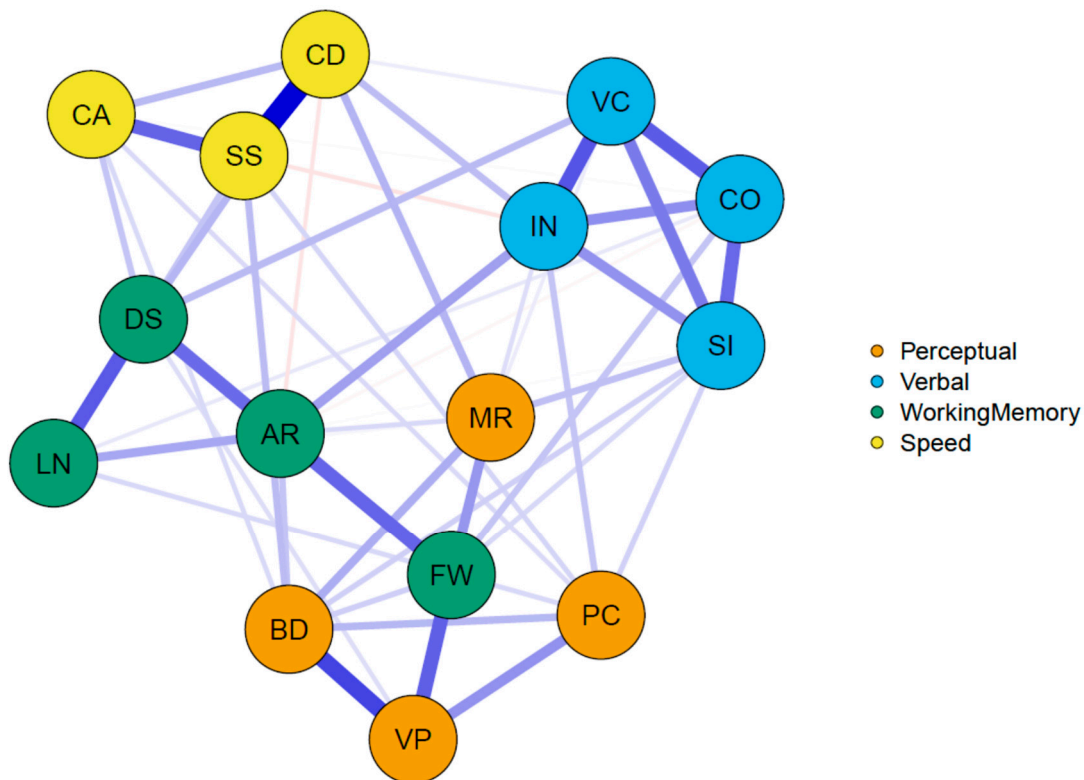 CD
VC
CA
SS
CO
IN
DS
SI
AR
MR
LN
FW
BD
PC
VP
Perceptual
Verbal
WorkingMemory
Speed